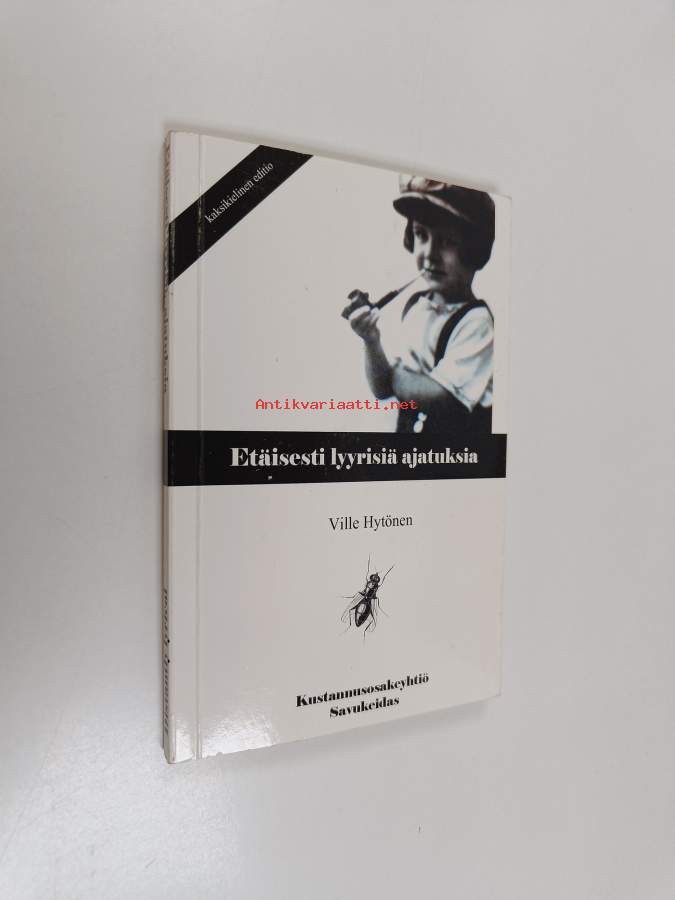 kaksikielinen editio
Antikvariaatti.net
Etäisesti lyyrisiä ajatuksia
Ville Hytönen
Kustannusosakeyhtiö
Savukeidas